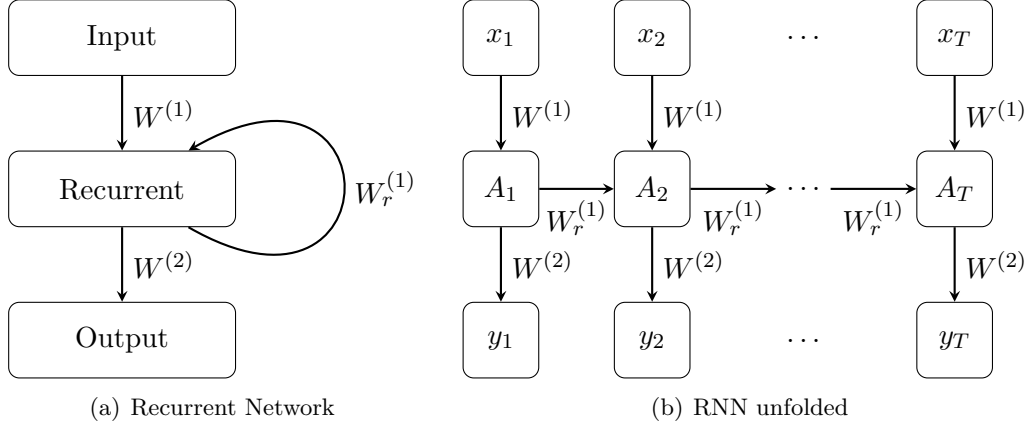 Input
W^{(1)}
Recurrent
W_r^{(1)}
W^{(2)}
Output
(a) Recurrent Network
x_1 x_2 ... x_T
W^{(1)} W^{(1)} W^{(1)}
A_1 A_2 ... A_T
W_r^{(1)} W_r^{(1)} W_r^{(1)}
W^{(2)} W^{(2)} W^{(2)}
y_1 y_2 ... y_T
(b) RNN unfolded